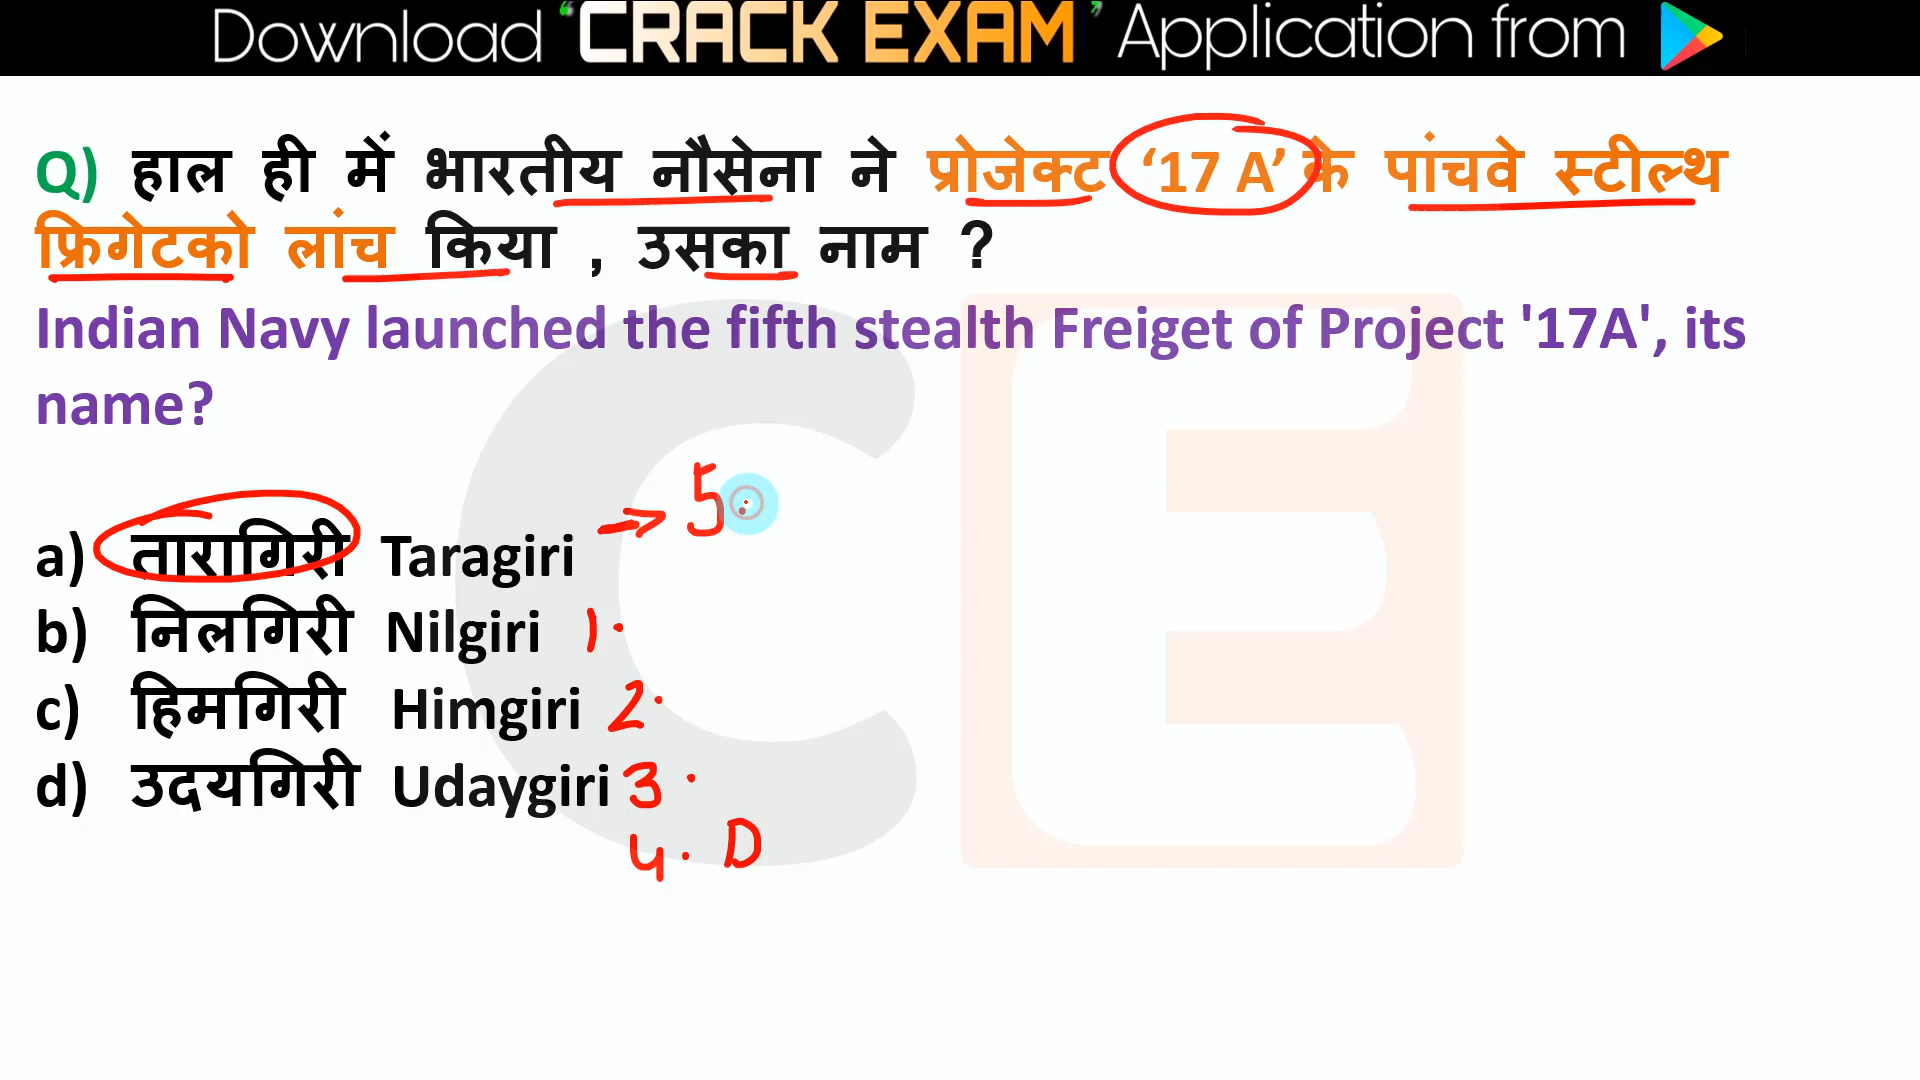 Download ‘CRACK EXAM’ Application from
Q) हाल ही में भारतीय नौसेना ने प्रोजेक्ट ‘17 A’ के पांचवे स्टील्थ
फ्रिगेटको लांच किया , उसका नाम ?
Indian Navy launched the fifth stealth Freiget of Project '17A', its
name?
a) तारागिरी Taragiri → 5.
b) निलगिरी Nilgiri 1.
c) हिमगिरी Himgiri 2.
d) उदयगिरी Udaygiri 3.
4. D
CE